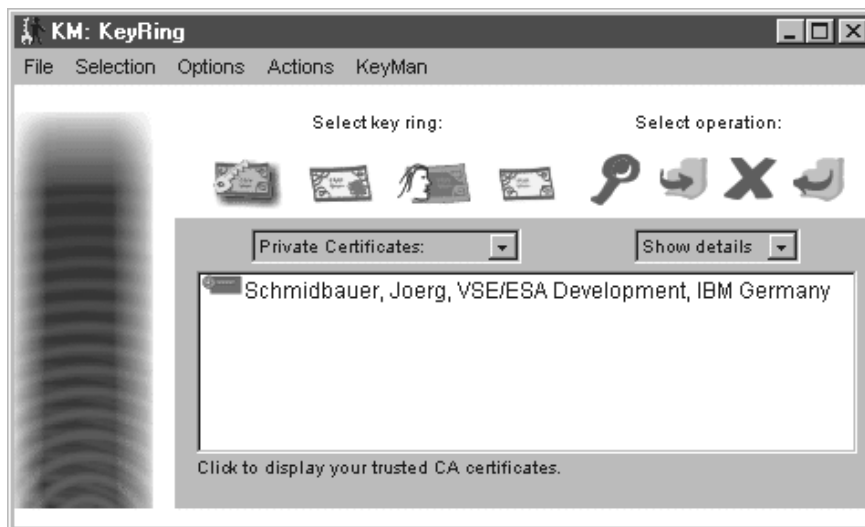 KM: KeyRing
File Selection Options Actions KeyMan
Select key ring: Select operation:
Private Certificates: Show details
Schmidbauer, Joerg, VSE/ESA Development, IBM Germany
Click to display your trusted CA certificates.